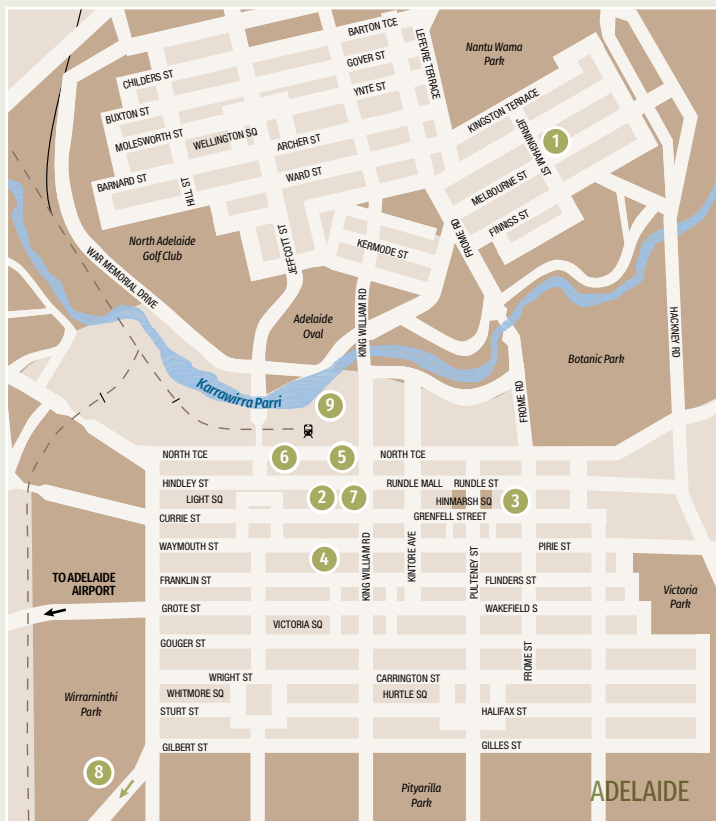 BARTON TCE
LEFEVRE TERRACE
Nantu Wama
Park
GOVER ST
CHILDERS ST
YNTE ST
KINGSTON TERRACE
BUXTON ST
MOLESWORTH ST
WELLINGTON SQ
ARCHER ST
JERNINGHAM ST
1
BARNARD ST
HILL ST
WARD ST
MELBOURNE ST
FINNISS ST
North Adelaide
Golf Club
JEFFCOTT ST
KERMODE ST
FROME RD
WAR MEMORIAL DRIVE
Adelaide
Oval
KING WILLIAM RD
HACKNEY RD
Botanic Park
Karrawirra Parri
FROME RD
9
NORTH TCE
6
5
NORTH TCE
HINDLEY ST
RUNDLE MALL
RUNDLE ST
LIGHT SQ
2
7
HINMARSH SQ
3
CURRIE ST
GRENFELL STREET
WAYMOUTH ST
4
KING WILLIAM RD
KINTORE AVE
PULTENEY ST
PIRIE ST
TO ADELAIDE
AIRPORT
FRANKLIN ST
FLINDERS ST
Victoria
Park
GROTE ST
WAKEFIELD S
VICTORIA SQ
GOUGER ST
FROME ST
WRIGHT ST
CARRINGTON ST
Wirrarninthi
Park
WHITMORE SQ
HURTLE SQ
STURT ST
HALIFAX ST
GILBERT ST
GILLES ST
8
Pityarilla
Park
ADELAIDE